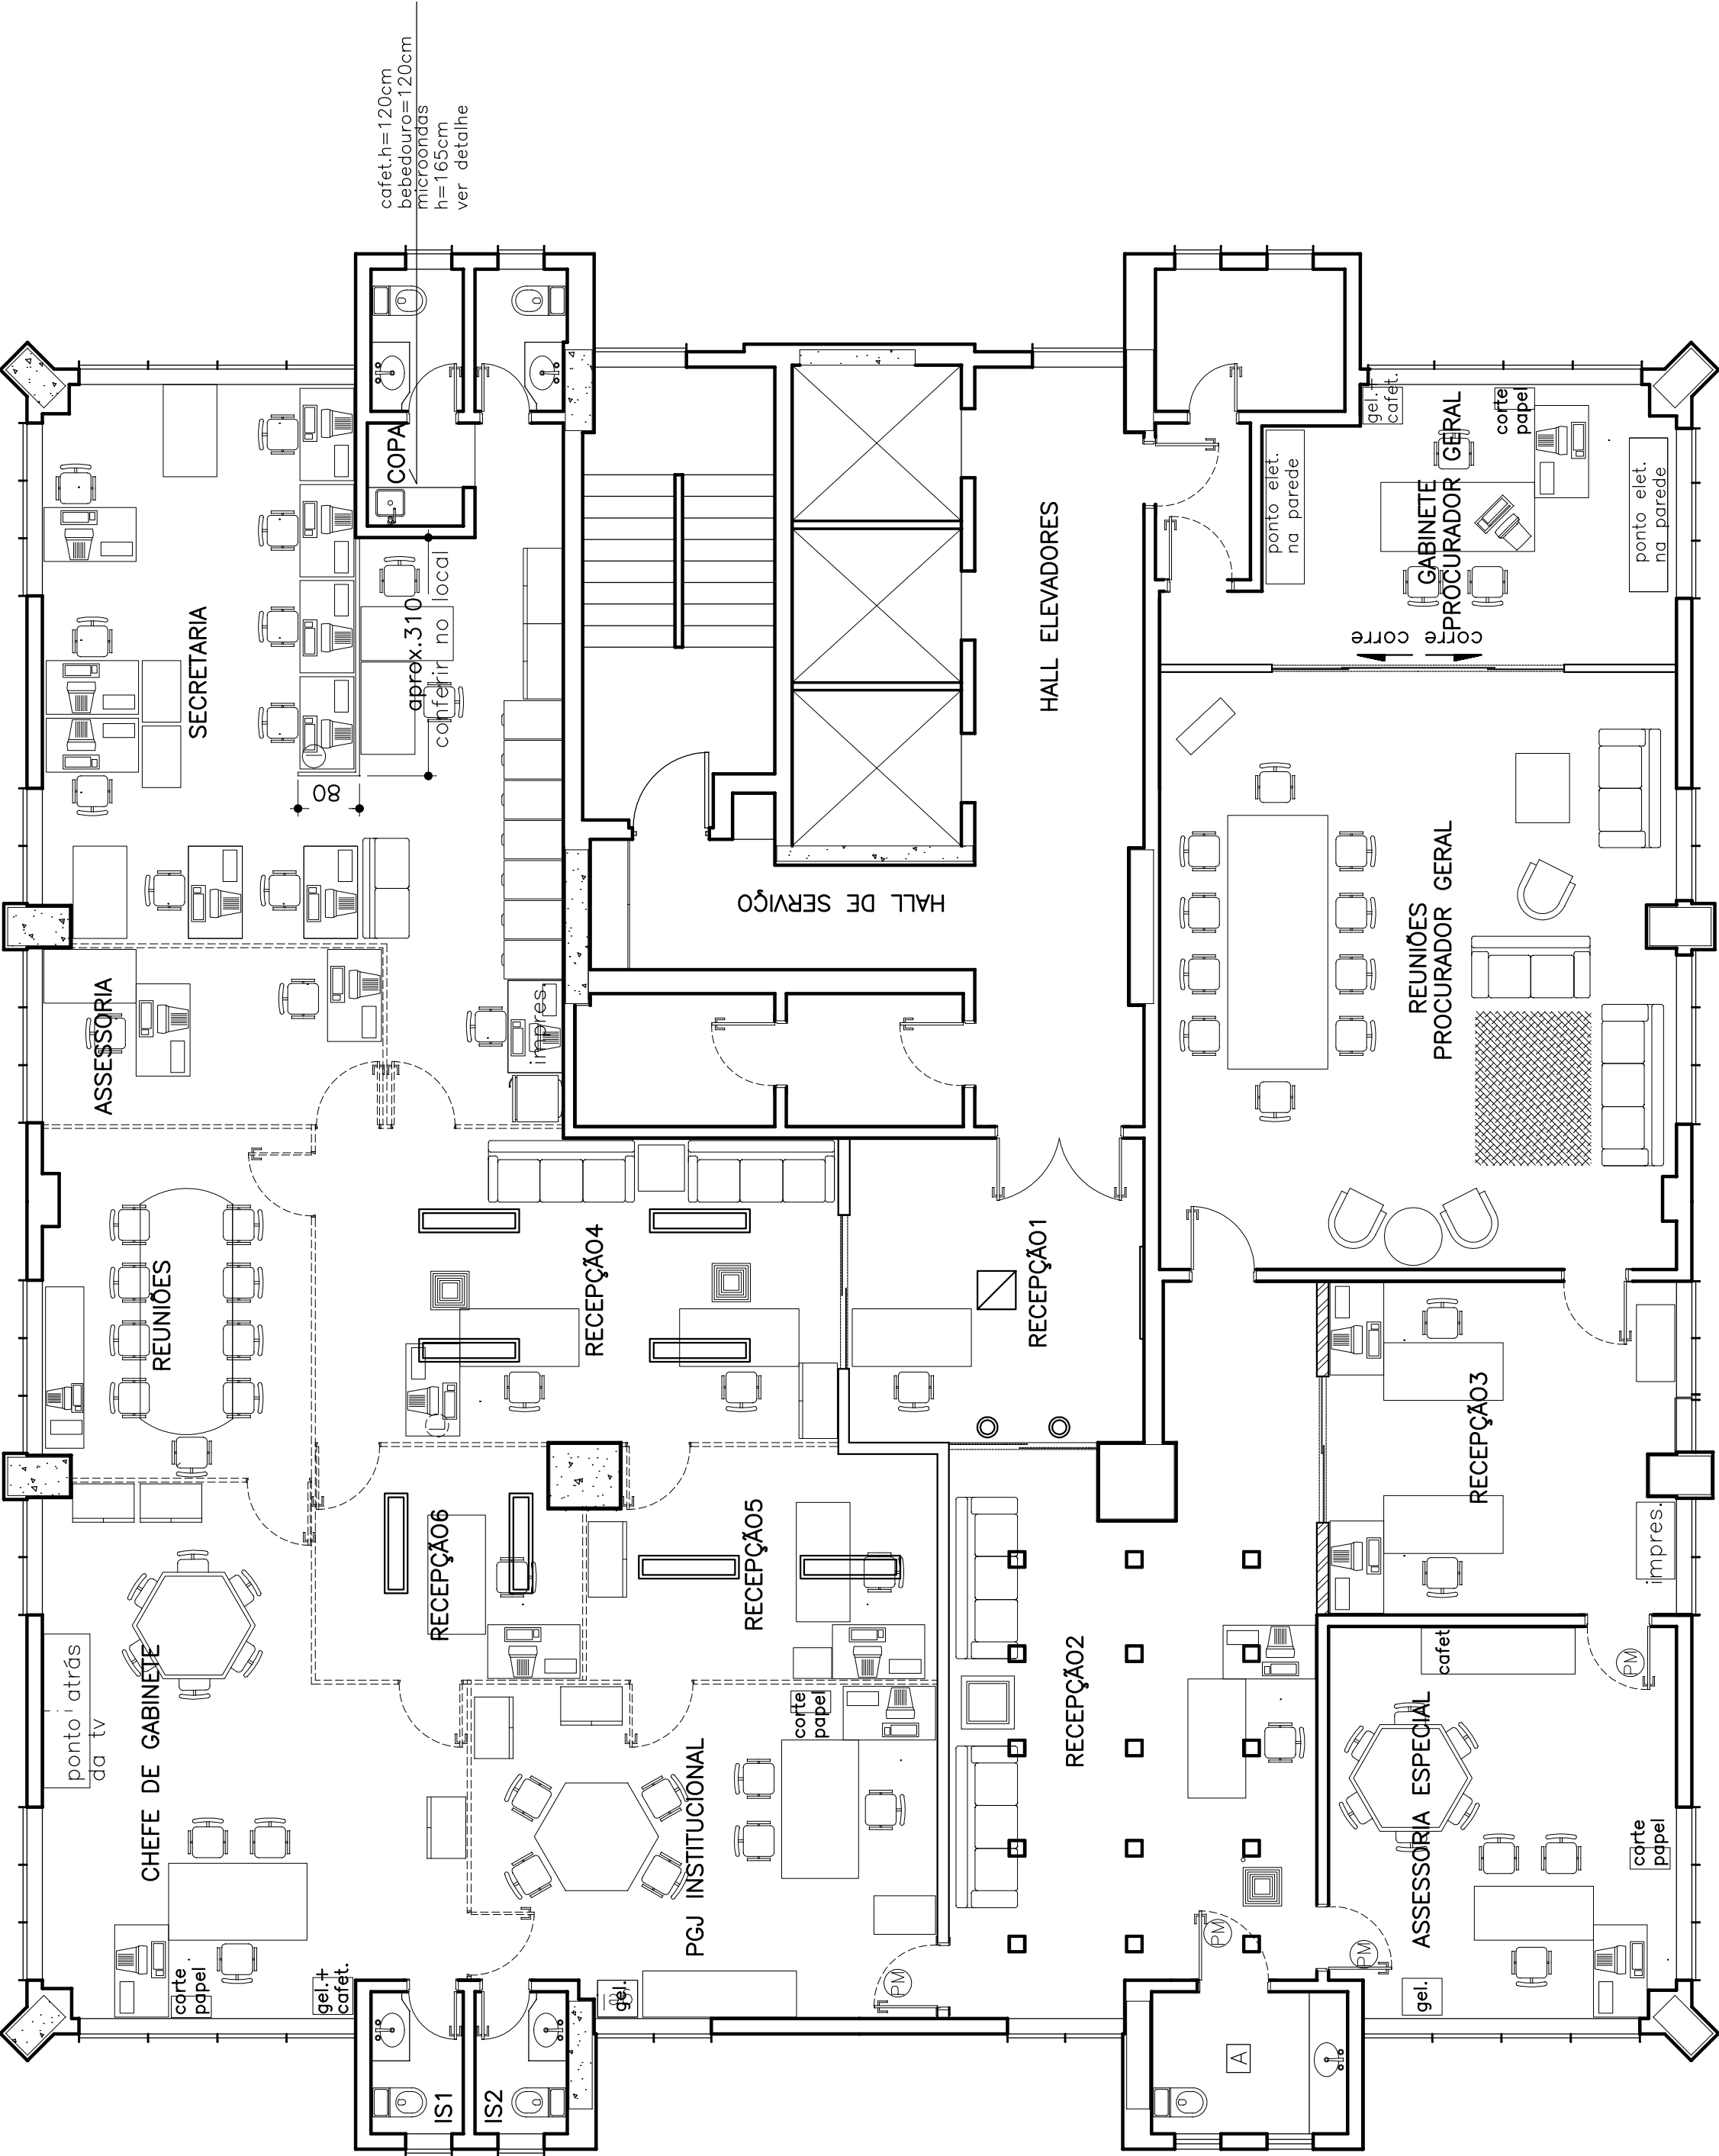 cafet.h=120cm
bebedouro=120cm
microondas
h=165cm
ver detalhe
COPA
SECRETARIA
aprox.310
conferir no local
80
HALL ELEVADORES
HALL DE SERVIÇO
gel.+
cafet.
corte
papel
ponto elet.
na parede
GABINETE
PROCURADOR GERAL
ponto elet.
na parede
corre
corre
REUNIÕES
PROCURADOR GERAL
ASSESSORIA
impres.
REUNIÕES
RECEPÇÃO4
RECEPÇÃO1
RECEPÇÃO3
impres.
RECEPÇÃO6
RECEPÇÃO5
RECEPÇÃO2
ponto atrás
da tv
CHEFE DE GABINETE
corte
papel
PGJ INSTITUCIONAL
cafet.
PM
ASSESSORIA ESPECIAL
corte
papel
corte
papel
gel.+
cafet.
gel.
PM
PM
PM
gel.
IS1
IS2
A